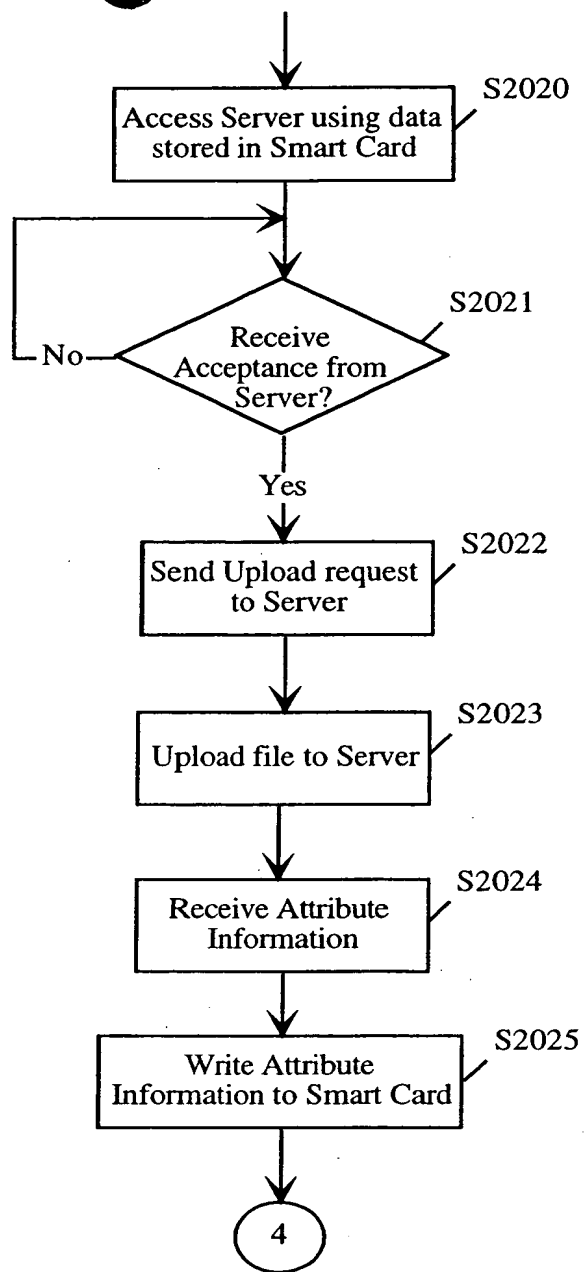 S2020
Access Server using data
stored in Smart Card
S2021
Receive
Acceptance from
Server?
No
Yes
S2022
Send Upload request
to Server
S2023
Upload file to Server
S2024
Receive Attribute
Information
S2025
Write Attribute
Information to Smart Card
4